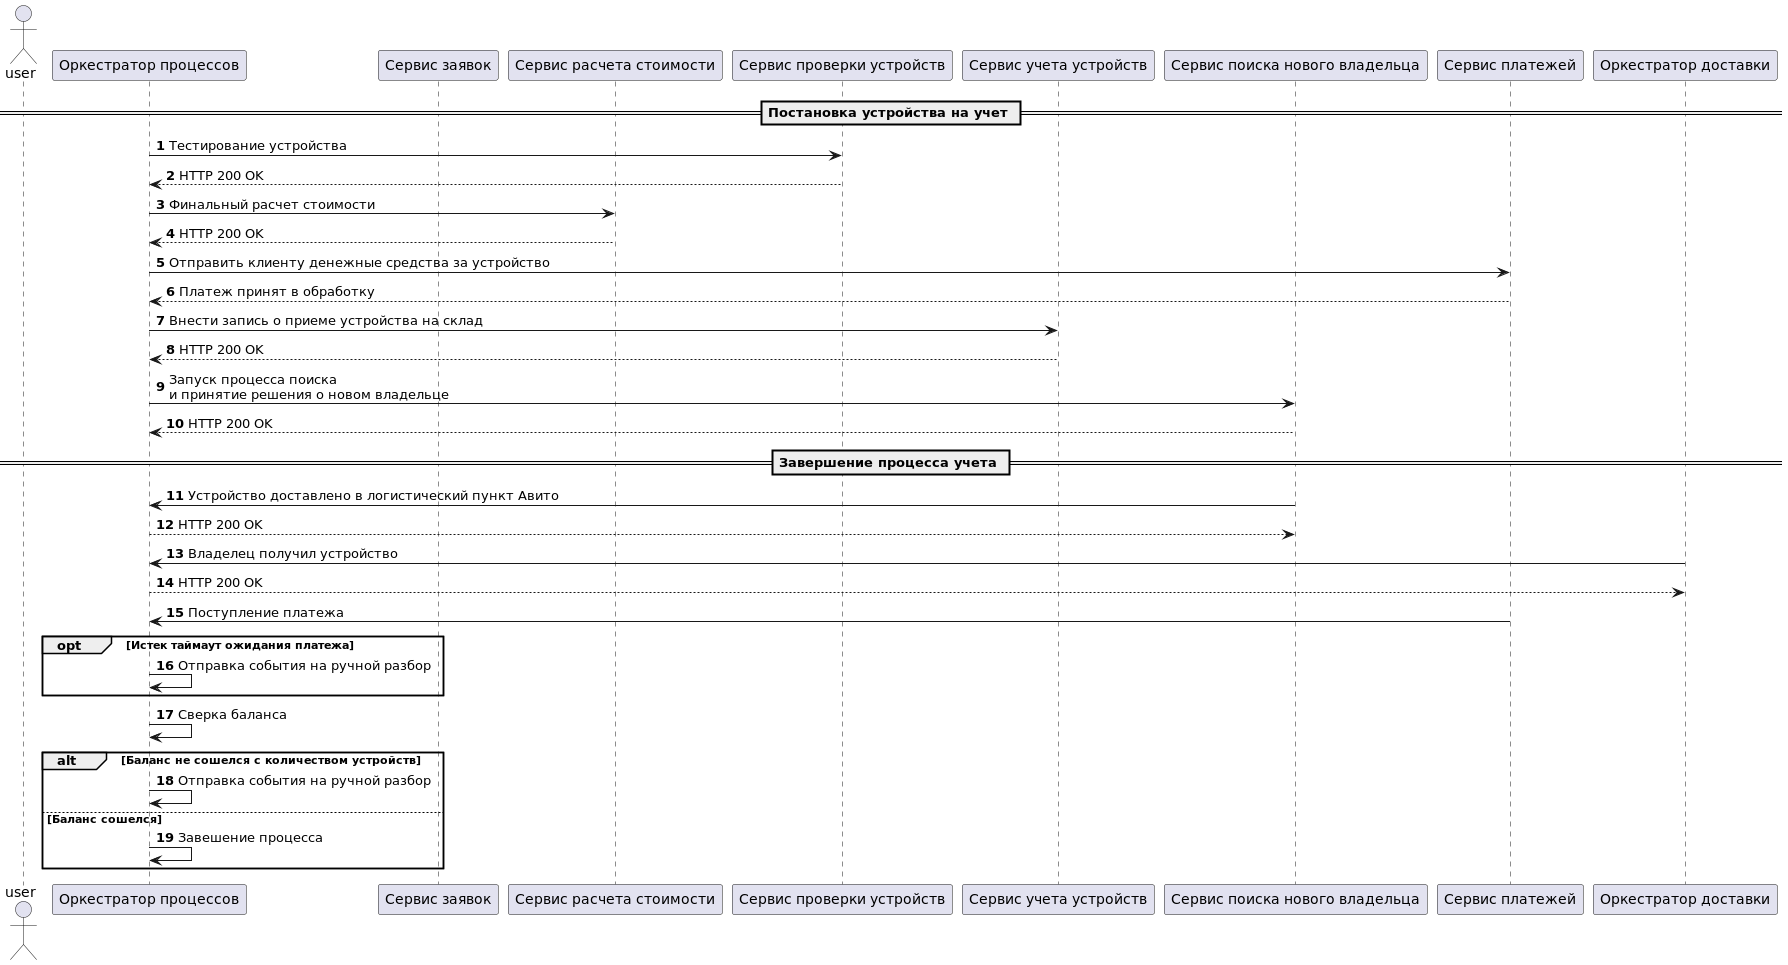 user
Оркестратор процессов
Сервис заявок
Сервис расчета стоимости
Сервис проверки устройств
Сервис учета устройств
Сервис поиска нового владельца
Сервис платежей
Оркестратор доставки
Постановка устройства на учет
1 Тестирование устройства
2 HTTP 200 OK
3 Финальный расчет стоимости
4 HTTP 200 OK
5 Отправить клиенту денежные средства за устройство
6 Платеж принят в обработку
7 Внести запись о приеме устройства на склад
8 HTTP 200 OK
9 Запуск процесса поиска
и принятие решения о новом владельце
10 HTTP 200 OK
Завершение процесса учета
11 Устройство доставлено в логистический пункт Авито
12 HTTP 200 OK
13 Владелец получил устройство
14 HTTP 200 OK
15 Поступление платежа
opt [Истек таймаут ожидания платежа]
16 Отправка события на ручной разбор
17 Сверка баланса
alt [Баланс не сошелся с количеством устройств]
18 Отправка события на ручной разбор
[Баланс сошелся]
19 Завешение процесса
user
Оркестратор процессов
Сервис заявок
Сервис расчета стоимости
Сервис проверки устройств
Сервис учета устройств
Сервис поиска нового владельца
Сервис платежей
Оркестратор доставки